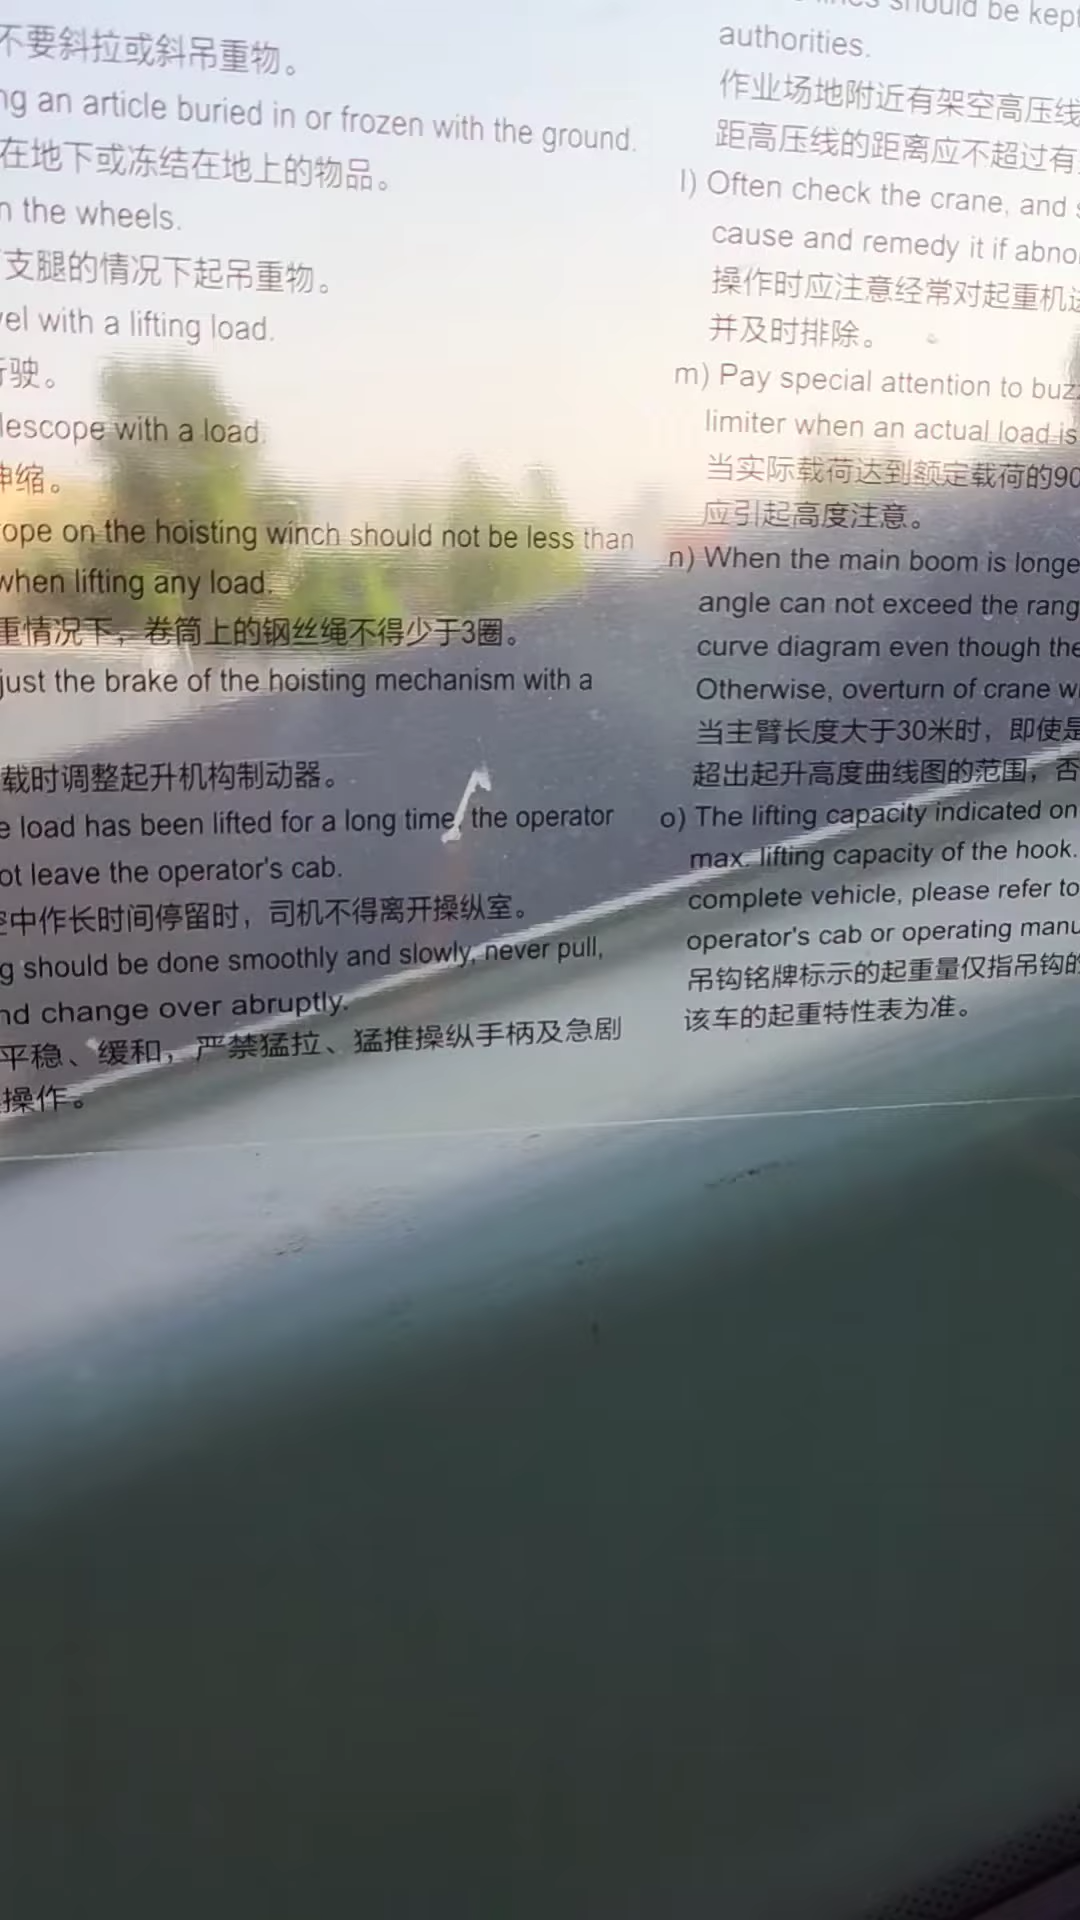 不要斜拉或斜吊重物。
an article buried in or frozen with the ground.
在地下或冻结在地上的物品。
the wheels.
支腿的情况下起吊重物。
with a lifting load.
驶。
with a load.
缩。
on the hoisting winch should not be less than
when lifting any load.
重情况下，卷筒上的钢丝绳不得少于3圈。
the brake of the hoisting mechanism with a
载时调整起升机构制动器。
load has been lifted for a long time, the operator
leave the operator's cab.
中作长时间停留时，司机不得离开操纵室。
should be done smoothly and slowly, never pull,
change over abruptly.
平稳、缓和，严禁猛拉、猛推操纵手柄及急剧
操作。
should be kept
authorities.
作业场地附近有架空高压线
距高压线的距离应不超过有
l) Often check the crane, and
cause and remedy it if
操作时应注意经常对起重机
并及时排除。
m) Pay special attention to
limiter when an actual load is
当实际载荷达到额定载荷的90
应引起高度注意。
n) When the main boom is
angle can not exceed the
curve diagram even though the
Otherwise, overturn of crane
当主臂长度大于30米时，即使是
超出起升高度曲线图的范围，否
o) The lifting capacity indicated on
max. lifting capacity of the hook.
complete vehicle, please refer to
operator's cab or operating
吊钩铭牌标示的起重量仅指吊钩的
该车的起重特性表为准。